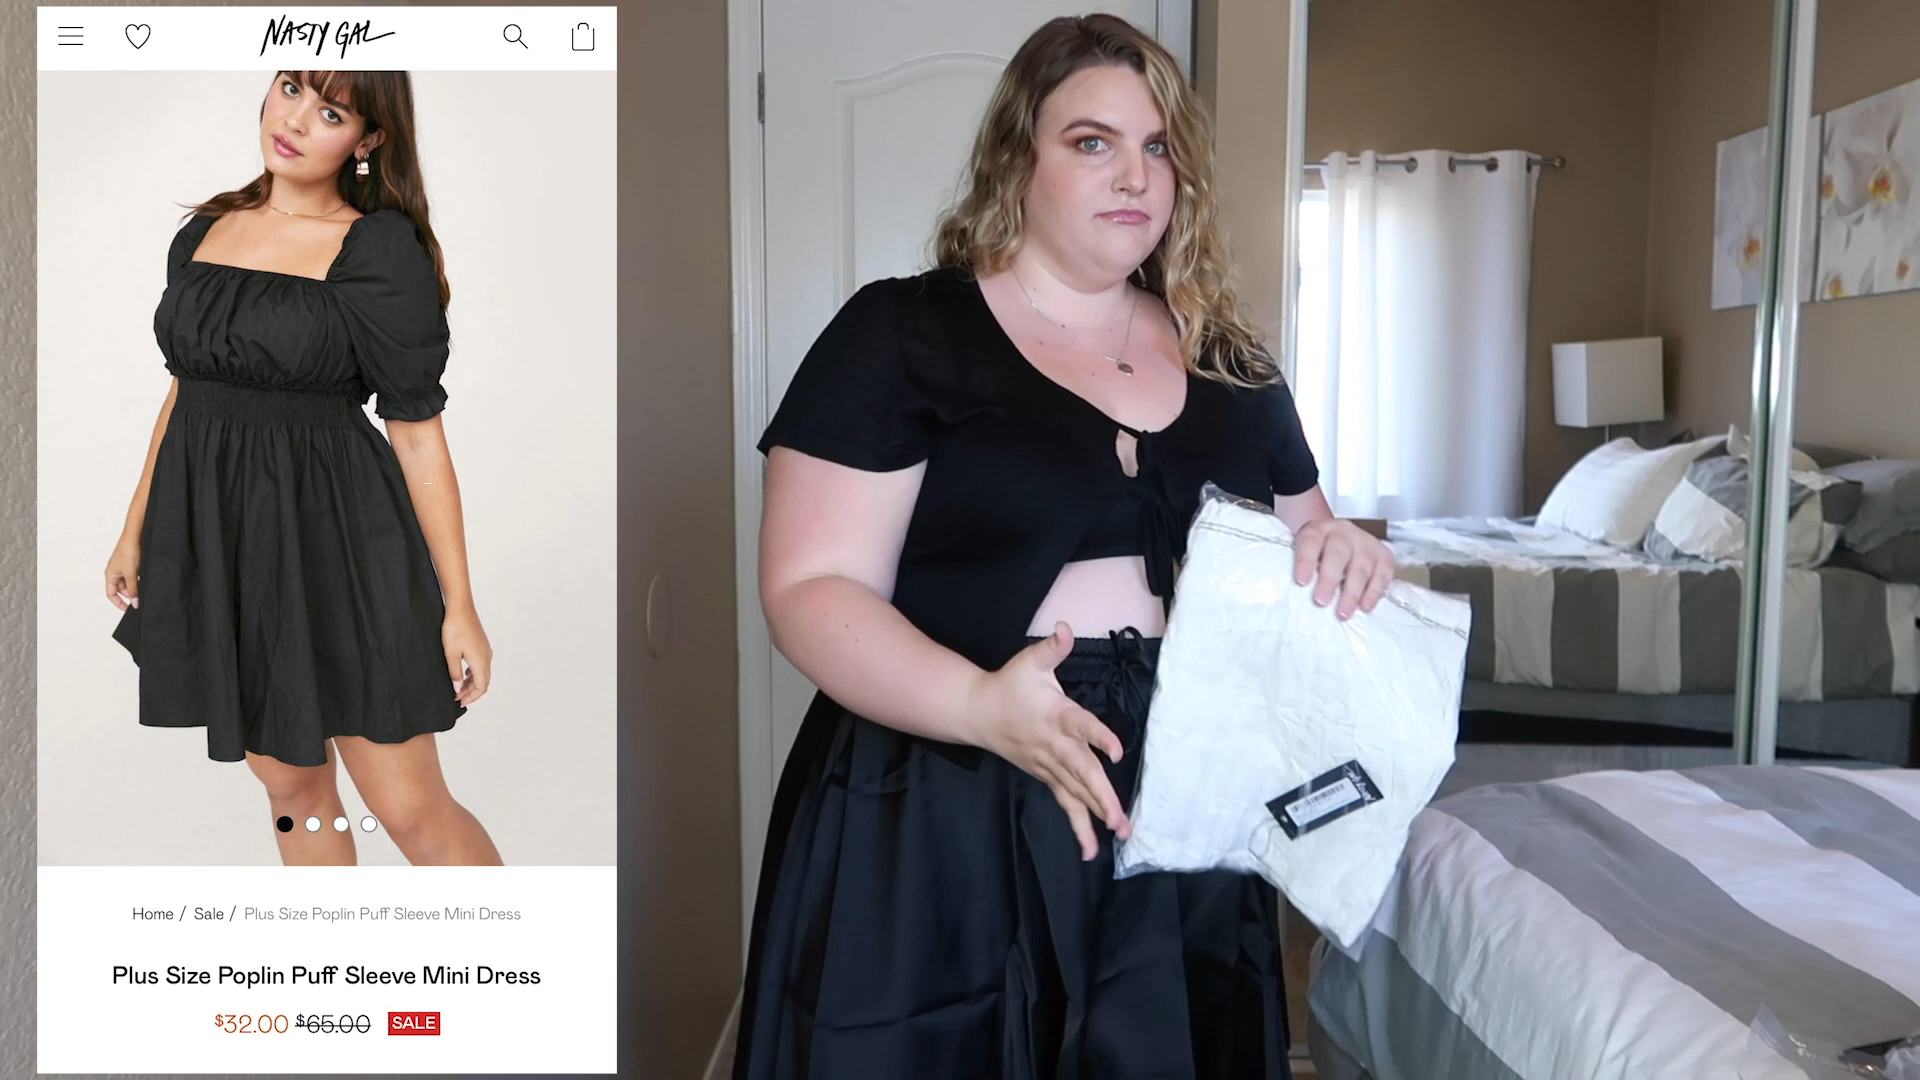 NASTY GAL
Home / Sale / Plus Size Poplin Puff Sleeve Mini Dress
Plus Size Poplin Puff Sleeve Mini Dress
$32.00 $65.00 SALE